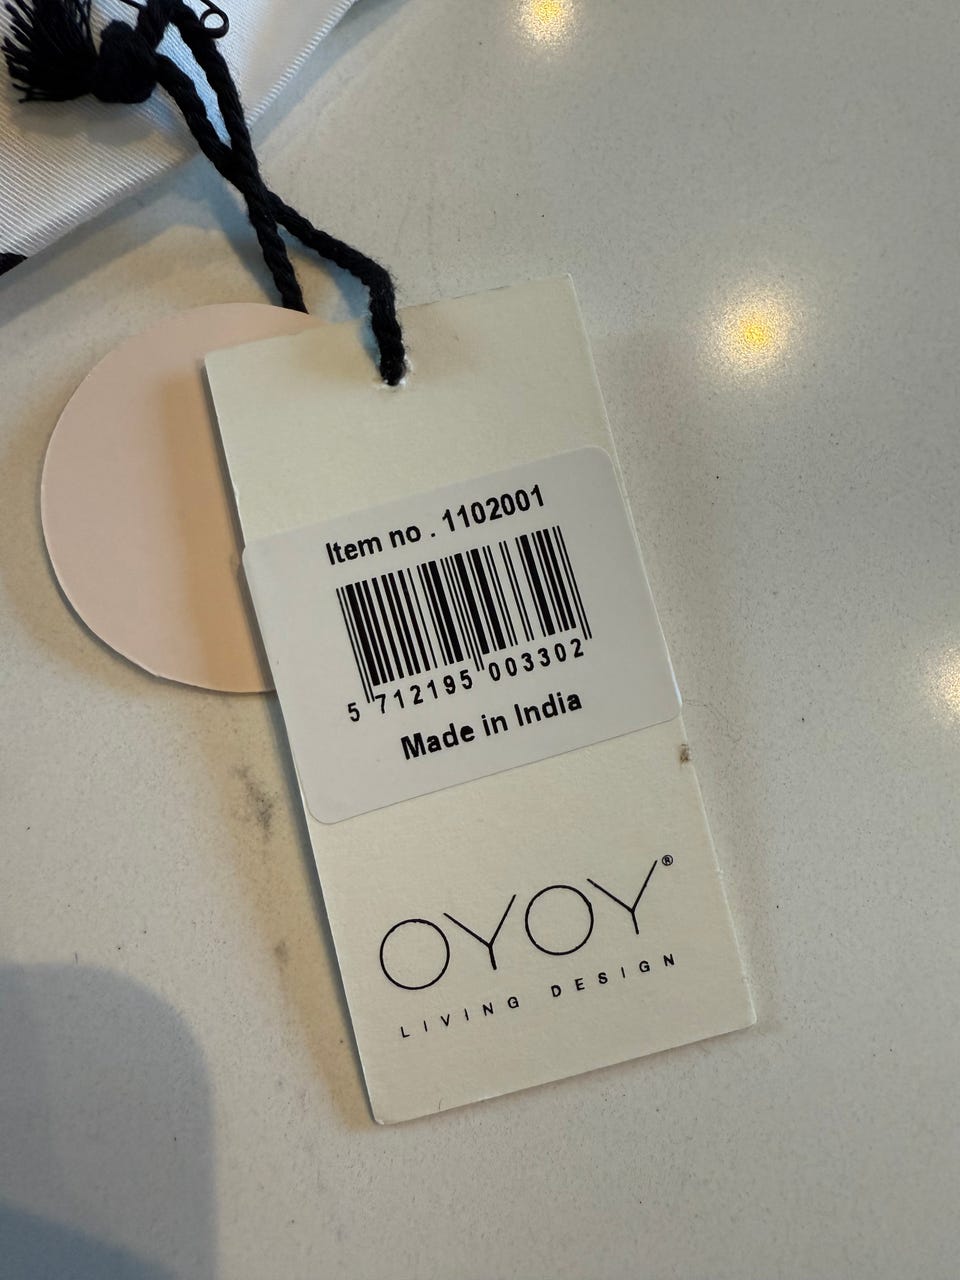 Item no . 1102001
5 712195 003302
Made in India
OYOY®
LIVING DESIGN